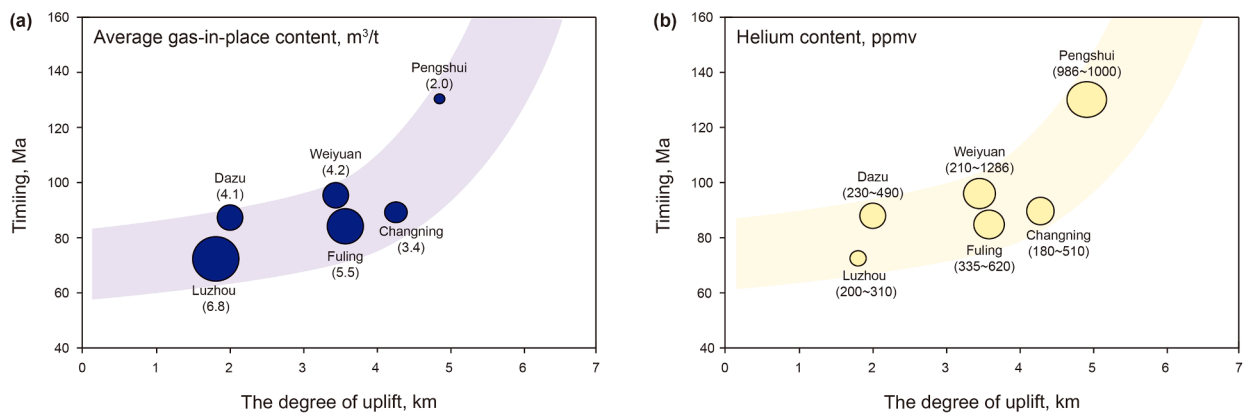 (a)
Average gas-in-place content, m³/t
160
140
120
100
80
60
40
Timiing, Ma
Pengshui
(2.0)
Weiyuan
(4.2)
Dazu
(4.1)
Changning
(3.4)
Fuling
(5.5)
Luzhou
(6.8)
0 1 2 3 4 5 6 7
The degree of uplift, km
(b)
Helium content, ppmv
160
140
120
100
80
60
40
Timiing, Ma
Pengshui
(986~1000)
Weiyuan
(210~1286)
Dazu
(230~490)
Changning
(180~510)
Fuling
(335~620)
Luzhou
(200~310)
0 1 2 3 4 5 6 7
The degree of uplift, km